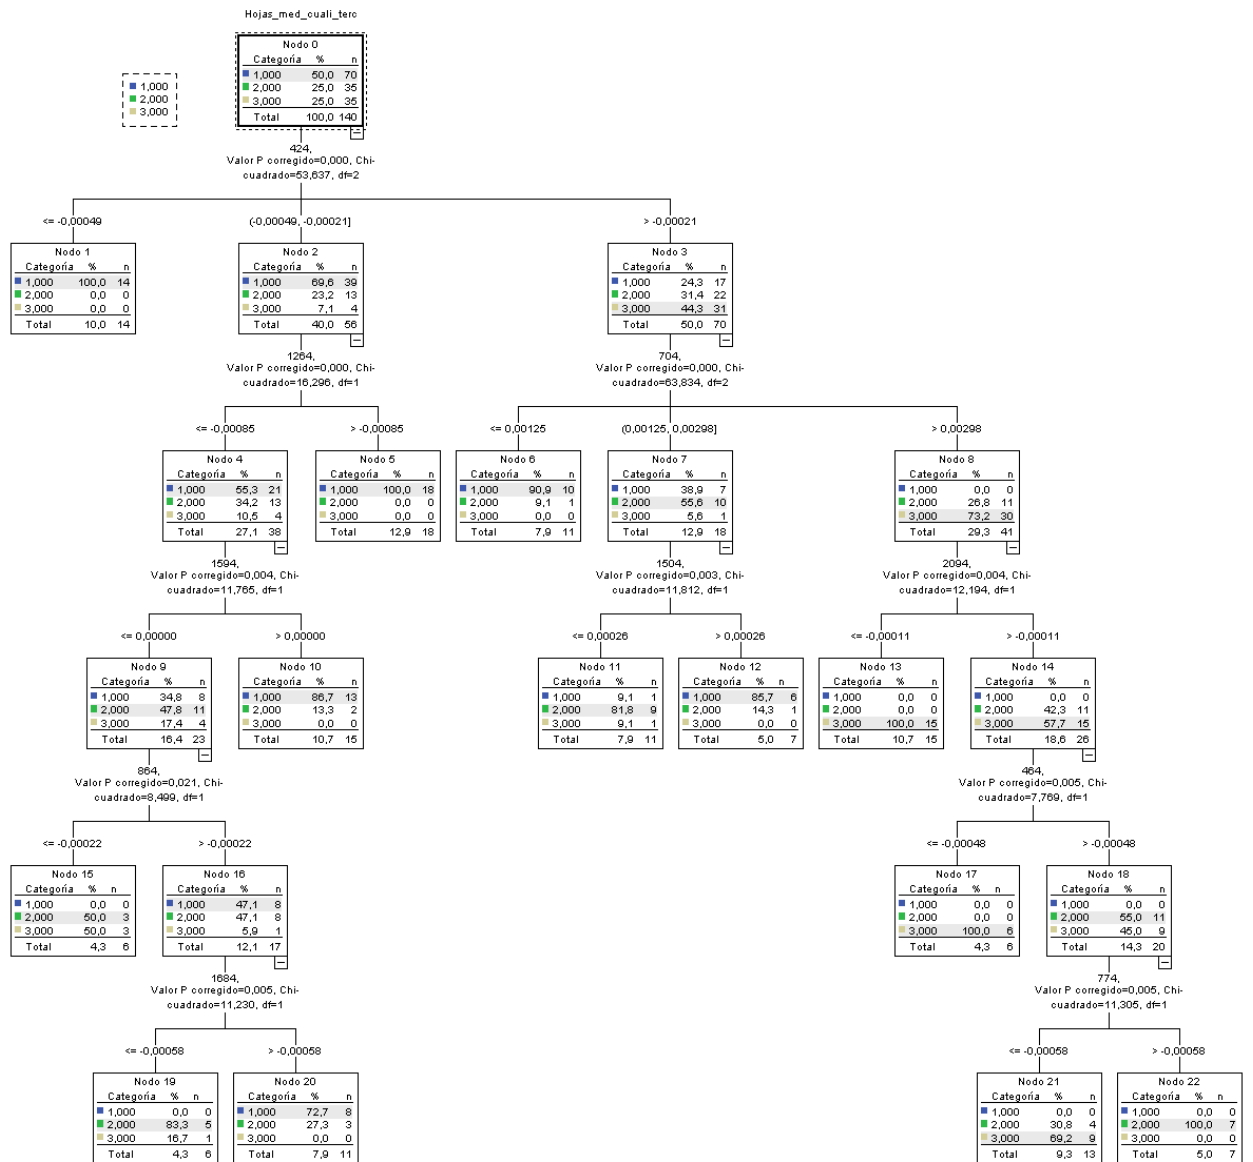 Hojas_med_cuali_terc
1,000
2,000
3,000
Nodo 0
Categoría % n
1,000 50,0 70
2,000 25,0 35
3,000 25,0 35
Total 100,0 140
424,
Valor P corregido=0,000, Chi-
cuadrado=53,637, df=2
<= -0,00049
(-0,00049, -0,00021]
> -0,00021
Nodo 1
Categoría % n
1,000 100,0 14
2,000 0,0 0
3,000 0,0 0
Total 10,0 14
Nodo 2
Categoría % n
1,000 69,6 39
2,000 23,2 13
3,000 7,1 4
Total 40,0 56
Nodo 3
Categoría % n
1,000 24,3 17
2,000 31,4 22
3,000 44,3 31
Total 50,0 70
1264,
Valor P corregido=0,000, Chi-
cuadrado=16,296, df=1
704,
Valor P corregido=0,000, Chi-
cuadrado=63,834, df=2
<= -0,00085
> -0,00085
<= 0,00125
(0,00125, 0,00298]
> 0,00298
Nodo 4
Categoría % n
1,000 55,3 21
2,000 34,2 13
3,000 10,5 4
Total 27,1 38
Nodo 5
Categoría % n
1,000 100,0 18
2,000 0,0 0
3,000 0,0 0
Total 12,9 18
Nodo 6
Categoría % n
1,000 90,9 10
2,000 9,1 1
3,000 0,0 0
Total 7,9 11
Nodo 7
Categoría % n
1,000 38,9 7
2,000 55,6 10
3,000 5,6 1
Total 12,9 18
Nodo 8
Categoría % n
1,000 0,0 0
2,000 26,8 11
3,000 73,2 30
Total 29,3 41
1594,
Valor P corregido=0,004, Chi-
cuadrado=11,765, df=1
1504,
Valor P corregido=0,003, Chi-
cuadrado=11,812, df=1
2094,
Valor P corregido=0,004, Chi-
cuadrado=12,194, df=1
<= 0,00000
> 0,00000
<= 0,00026
> 0,00026
<= -0,00011
> -0,00011
Nodo 9
Categoría % n
1,000 34,8 8
2,000 47,8 11
3,000 17,4 4
Total 16,4 23
Nodo 10
Categoría % n
1,000 86,7 13
2,000 13,3 2
3,000 0,0 0
Total 10,7 15
Nodo 11
Categoría % n
1,000 9,1 1
2,000 81,8 9
3,000 9,1 1
Total 7,9 11
Nodo 12
Categoría % n
1,000 85,7 6
2,000 14,3 1
3,000 0,0 0
Total 5,0 7
Nodo 13
Categoría % n
1,000 0,0 0
2,000 0,0 0
3,000 100,0 15
Total 10,7 15
Nodo 14
Categoría % n
1,000 0,0 0
2,000 42,3 11
3,000 57,7 15
Total 18,6 26
864,
Valor P corregido=0,021, Chi-
cuadrado=8,499, df=1
464,
Valor P corregido=0,005, Chi-
cuadrado=7,769, df=1
<= -0,00022
> -0,00022
<= -0,00048
> -0,00048
Nodo 15
Categoría % n
1,000 0,0 0
2,000 50,0 3
3,000 50,0 3
Total 4,3 6
Nodo 16
Categoría % n
1,000 47,1 8
2,000 47,1 8
3,000 5,9 1
Total 12,1 17
Nodo 17
Categoría % n
1,000 0,0 0
2,000 0,0 0
3,000 100,0 6
Total 4,3 6
Nodo 18
Categoría % n
1,000 0,0 0
2,000 55,0 11
3,000 45,0 9
Total 14,3 20
1684,
Valor P corregido=0,005, Chi-
cuadrado=11,230, df=1
774,
Valor P corregido=0,005, Chi-
cuadrado=11,305, df=1
<= -0,00058
> -0,00058
<= -0,00058
> -0,00058
Nodo 19
Categoría % n
1,000 0,0 0
2,000 83,3 5
3,000 16,7 1
Total 4,3 6
Nodo 20
Categoría % n
1,000 72,7 8
2,000 27,3 3
3,000 0,0 0
Total 7,9 11
Nodo 21
Categoría % n
1,000 0,0 0
2,000 30,8 4
3,000 69,2 9
Total 9,3 13
Nodo 22
Categoría % n
1,000 0,0 0
2,000 100,0 7
3,000 0,0 0
Total 5,0 7